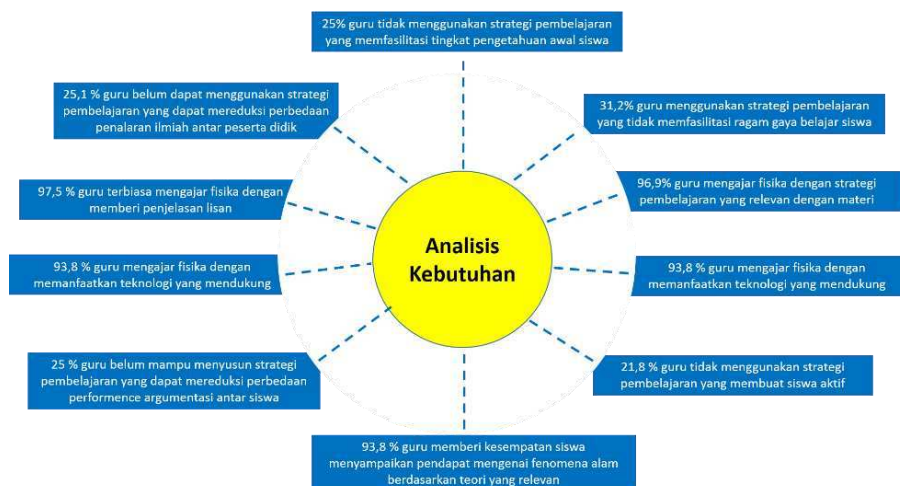 25% guru tidak menggunakan strategi pembelajaran
yang memfasilitasi tingkat pengetahuan awal siswa
25,1 % guru belum dapat menggunakan strategi
pembelajaran yang dapat mereduksi perbedaan
penalaran ilmiah antar peserta didik
31,2% guru menggunakan strategi pembelajaran
yang tidak memfasilitasi ragam gaya belajar siswa
97,5 % guru terbiasa mengajar fisika dengan
memberi penjelasan lisan
96,9% guru mengajar fisika dengan strategi
pembelajaran yang relevan dengan materi
Analisis
Kebutuhan
93,8 % guru mengajar fisika dengan
memanfaatkan teknologi yang mendukung
93,8 % guru mengajar fisika dengan
memanfaatkan teknologi yang mendukung
25 % guru belum mampu menyusun strategi
pembelajaran yang dapat mereduksi perbedaan
performence argumentasi antar siswa
21,8 % guru tidak menggunakan strategi
pembelajaran yang membuat siswa aktif
93,8 % guru memberi kesempatan siswa
menyampaikan pendapat mengenai fenomena alam
berdasarkan teori yang relevan